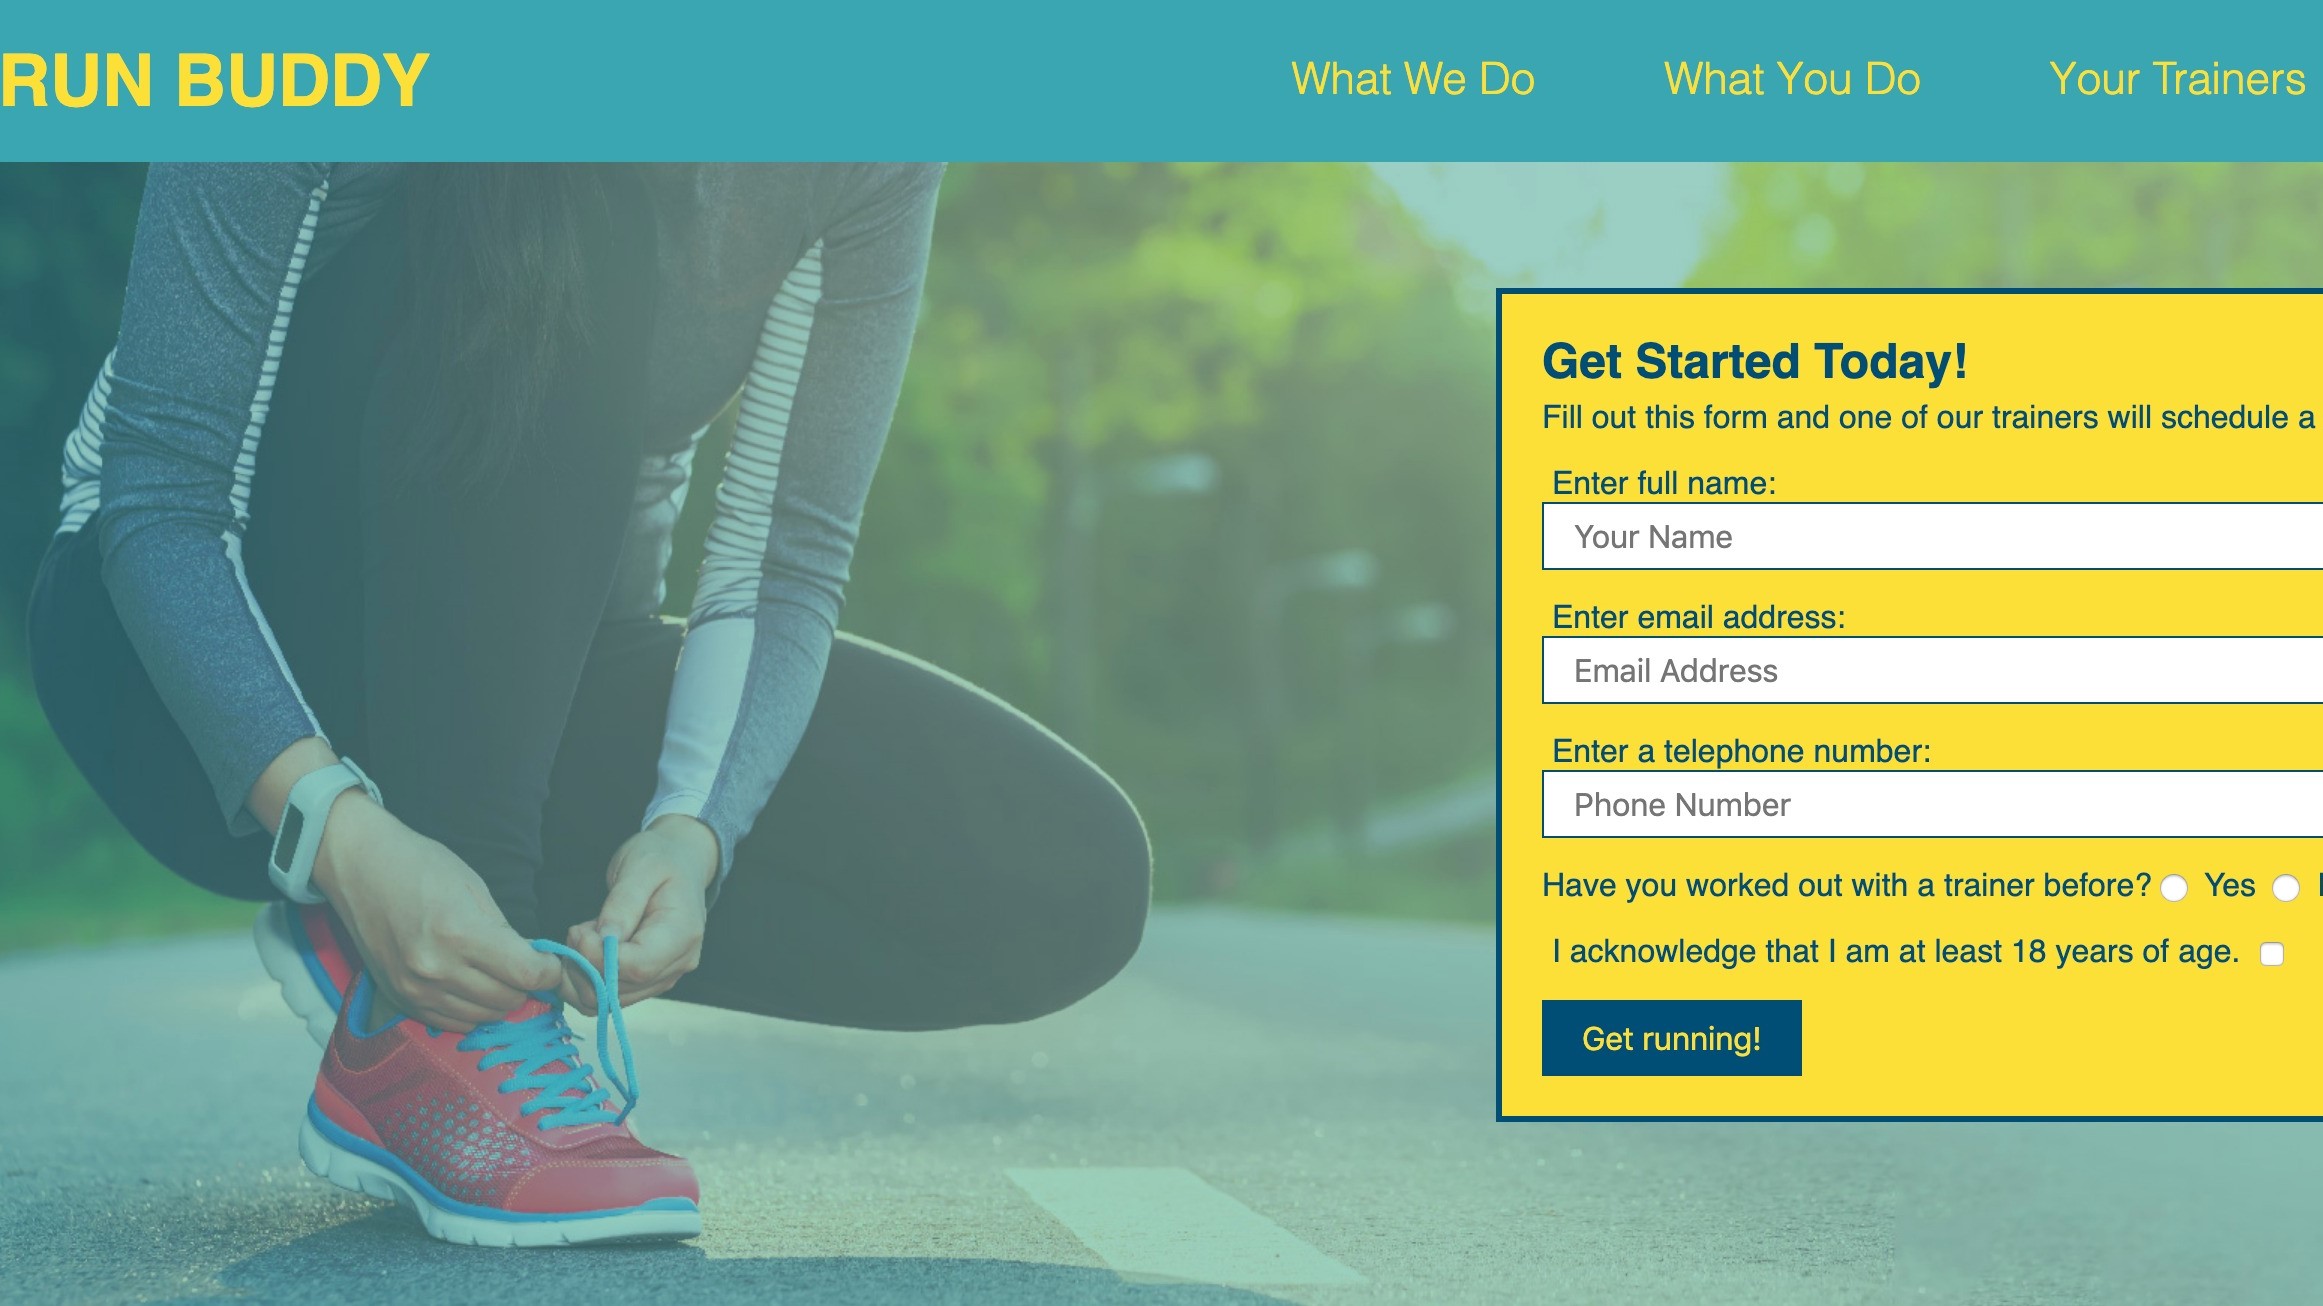 RUN BUDDY
What We Do
What You Do
Your Trainers
Get Started Today!
Fill out this form and one of our trainers will schedule a
Enter full name:
Your Name
Enter email address:
Email Address
Enter a telephone number:
Phone Number
Have you worked out with a trainer before? Yes
I acknowledge that I am at least 18 years of age.
Get running!